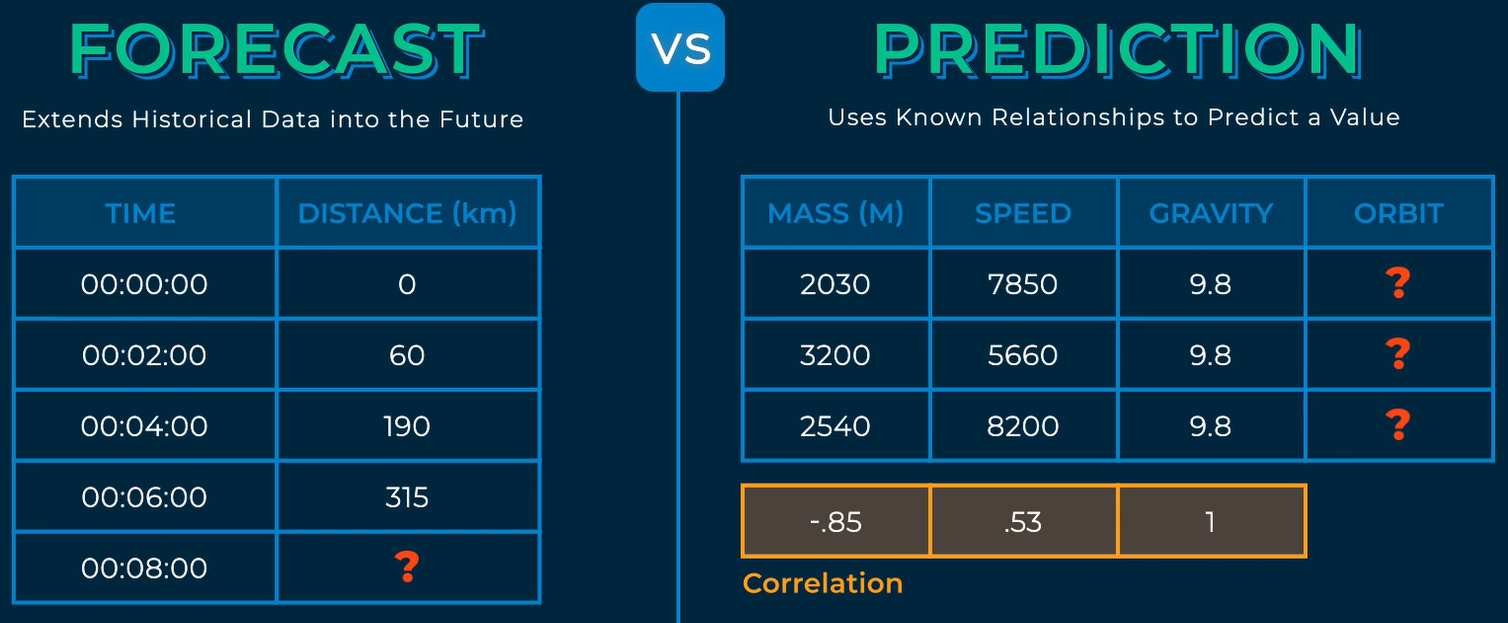 FORECAST
Extends Historical Data into the Future
TIME DISTANCE (km)
00:00:00 0
00:02:00 60
00:04:00 190
00:06:00 315
00:08:00 ?
VS
PREDICTION
Uses Known Relationships to Predict a Value
MASS (M) SPEED GRAVITY ORBIT
2030 7850 9.8 ?
3200 5660 9.8 ?
2540 8200 9.8 ?
-.85 .53 1
Correlation